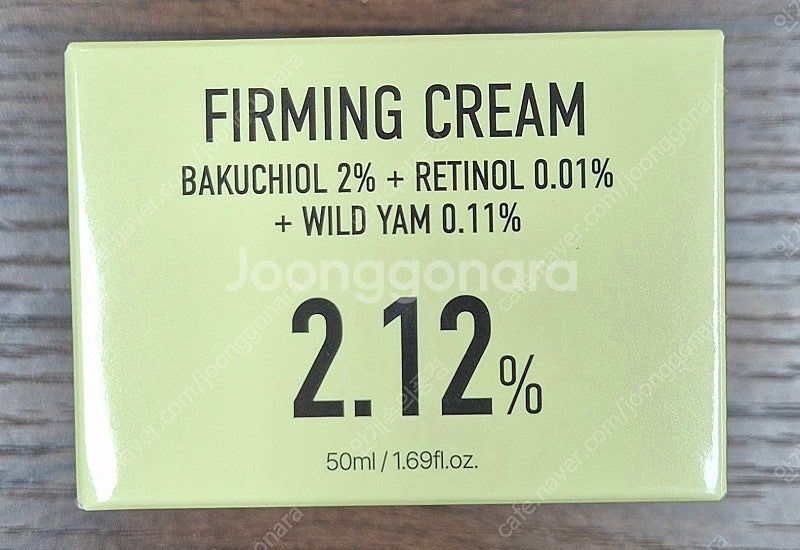 FIRMING CREAM
BAKUCHIOL 2% + RETINOL 0.01%
+ WILD YAM 0.11%
Joonggonara
2.12%
50ml / 1.69fl.oz.